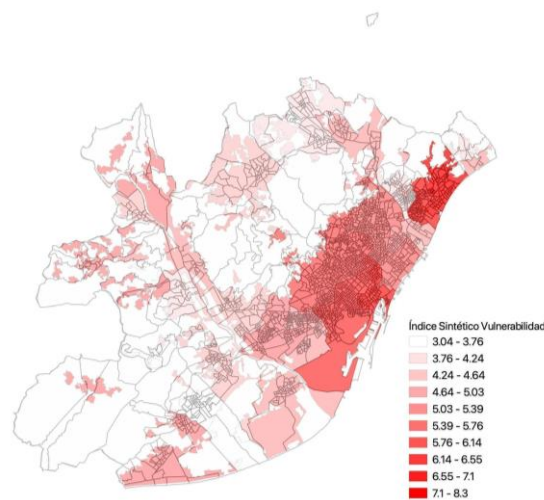 Índice Sintético Vulnerabilidad
3.04 - 3.76
3.76 - 4.24
4.24 - 4.64
4.64 - 5.03
5.03 - 5.39
5.39 - 5.76
5.76 - 6.14
6.14 - 6.55
6.55 - 7.1
7.1 - 8.3